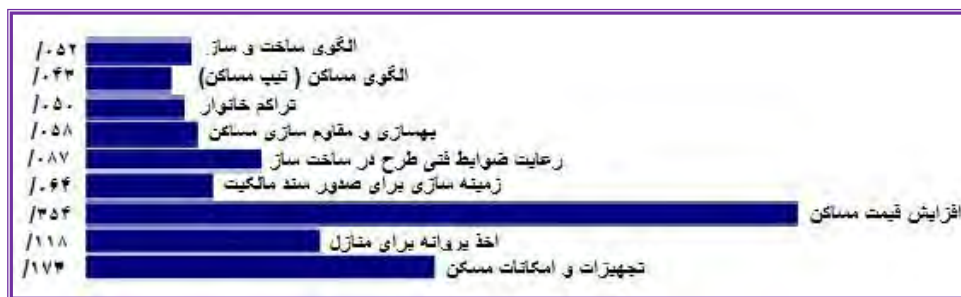 الگوی ساخت و ساز /۰۵۲
الگوی مساکن ( تیپ مساکن) /۰۴۳
تراکم خانوار /۰۵۰
بهسازی و مقاوم سازی مساکن /۰۵۸
رعایت ضوابط فنی طرح در ساخت ساز /۰۸۷
زمینه سازی برای صدور سند مالکیت /۰۶۴
افزایش قیمت مساکن /۳۵۴
اخذ پروانه برای منازل /۱۱۸
تجهیزات و امکانات مسکن /۱۷۳